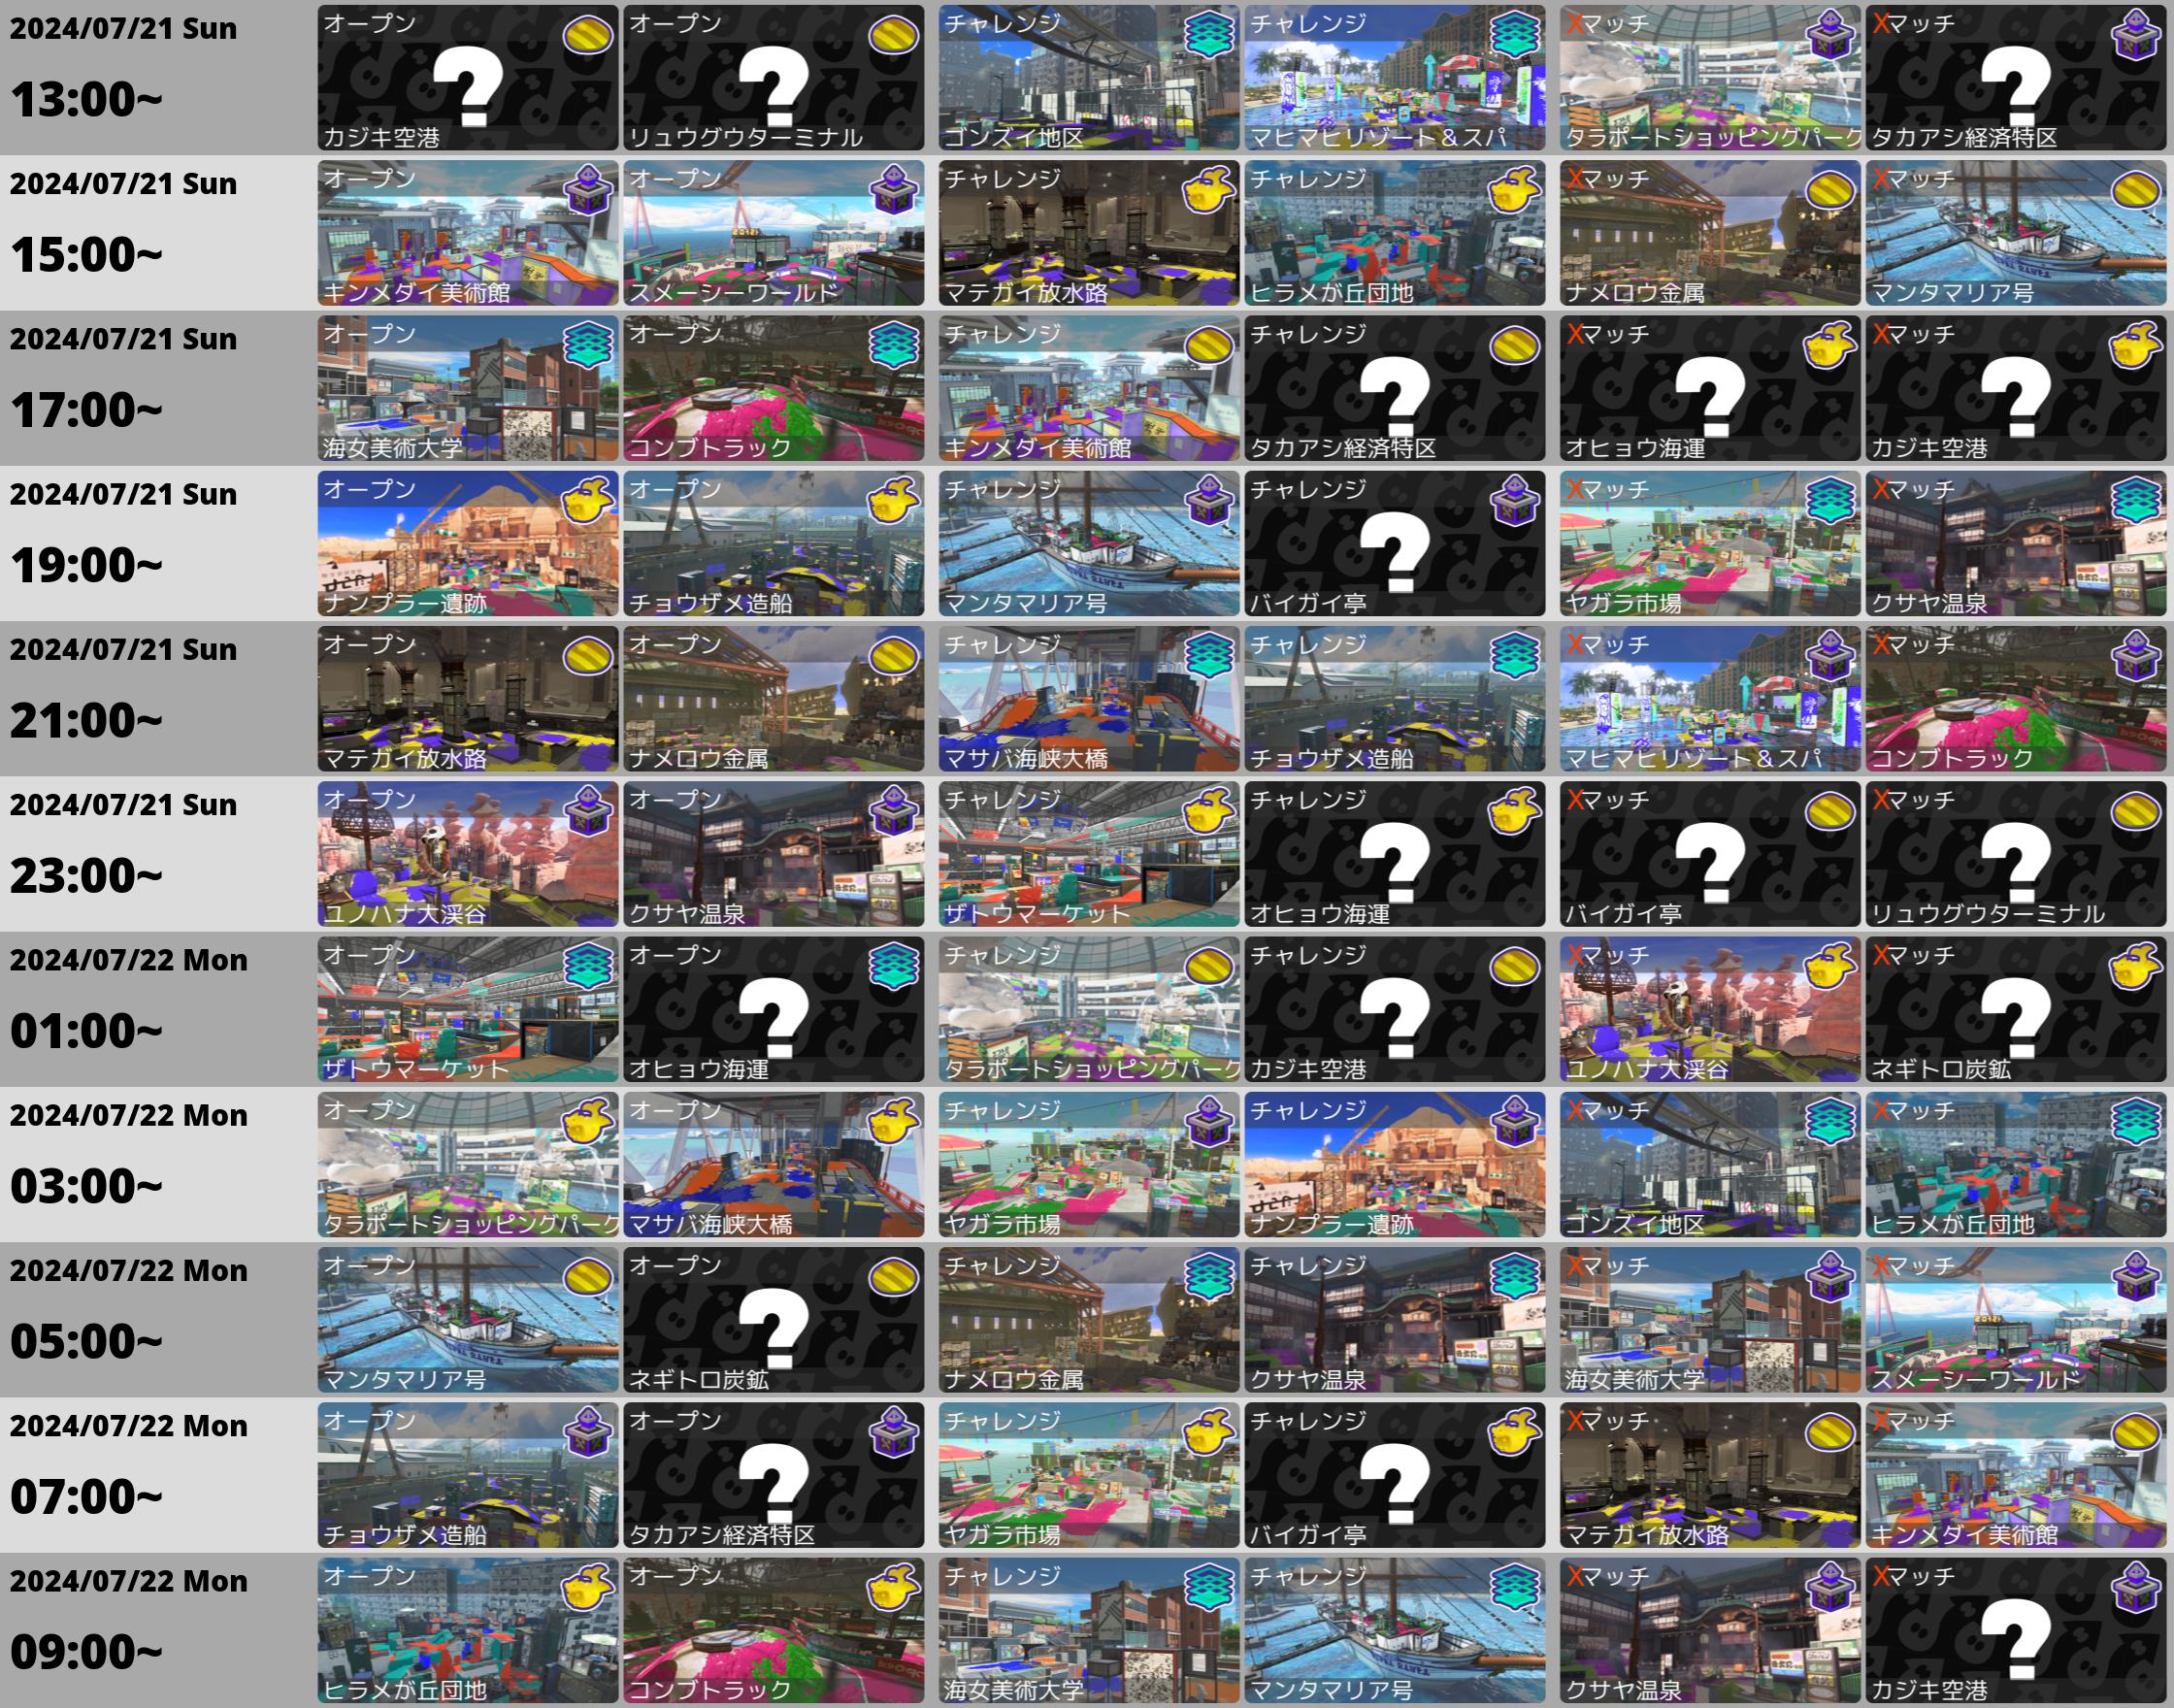 2024/07/21 Sun
13:00~
オープン オープン チャレンジ チャレンジ Xマッチ Xマッチ
カジキ空港 リュウグウターミナル ゴンズイ地区 マヒマヒリゾート＆スパ タラポートショッピングパーク タカアシ経済特区
2024/07/21 Sun
15:00~
オープン オープン チャレンジ チャレンジ Xマッチ Xマッチ
キンメダイ美術館 スメーシーワールド マテガイ放水路 ヒラメが丘団地 ナメロウ金属 マンタマリア号
2024/07/21 Sun
17:00~
オープン オープン チャレンジ チャレンジ Xマッチ Xマッチ
海女美術大学 コンブトラック キンメダイ美術館 タカアシ経済特区 オヒョウ海運 カジキ空港
2024/07/21 Sun
19:00~
オープン オープン チャレンジ チャレンジ Xマッチ Xマッチ
ナンプラー遺跡 チョウザメ造船 マンタマリア号 バイガイ亭 ヤガラ市場 クサヤ温泉
2024/07/21 Sun
21:00~
オープン オープン チャレンジ チャレンジ Xマッチ Xマッチ
マテガイ放水路 ナメロウ金属 マサバ海峡大橋 チョウザメ造船 マヒマヒリゾート＆スパ コンブトラック
2024/07/21 Sun
23:00~
オープン オープン チャレンジ チャレンジ Xマッチ Xマッチ
ユノハナ大渓谷 クサヤ温泉 ザトウマーケット オヒョウ海運 バイガイ亭 リュウグウターミナル
2024/07/22 Mon
01:00~
オープン オープン チャレンジ チャレンジ Xマッチ Xマッチ
ザトウマーケット オヒョウ海運 タラポートショッピングパーク カジキ空港 ユノハナ大渓谷 ネギトロ炭鉱
2024/07/22 Mon
03:00~
オープン オープン チャレンジ チャレンジ Xマッチ Xマッチ
タラポートショッピングパーク マサバ海峡大橋 ヤガラ市場 ナンプラー遺跡 ゴンズイ地区 ヒラメが丘団地
2024/07/22 Mon
05:00~
オープン オープン チャレンジ チャレンジ Xマッチ Xマッチ
マンタマリア号 ネギトロ炭鉱 ナメロウ金属 クサヤ温泉 海女美術大学 スメーシーワールド
2024/07/22 Mon
07:00~
オープン オープン チャレンジ チャレンジ Xマッチ Xマッチ
チョウザメ造船 タカアシ経済特区 ヤガラ市場 バイガイ亭 マテガイ放水路 キンメダイ美術館
2024/07/22 Mon
09:00~
オープン オープン チャレンジ チャレンジ Xマッチ Xマッチ
ヒラメが丘団地 コンブトラック 海女美術大学 マンタマリア号 クサヤ温泉 カジキ空港